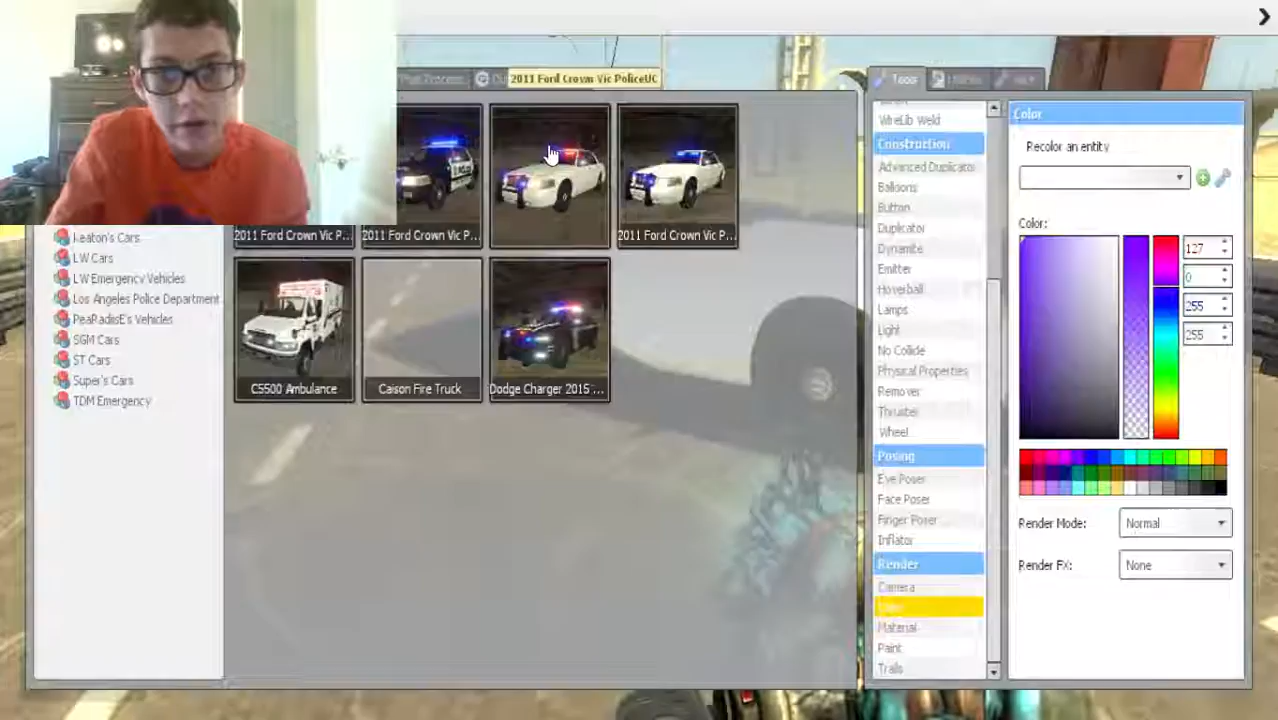 2011 Ford Crown Vic PoliceUC
Tools
2011 Ford Crown Vic P...
2011 Ford Crown Vic P...
2011 Ford Crown Vic P...
C5500 Ambulance
Caison Fire Truck
Dodge Charger 2015 ...
Keaton's Cars
LW Cars
LW Emergency Vehicles
Los Angeles Police Department
PeaRadiisE's Vehicles
SGM Cars
ST Cars
Super's Cars
TDM Emergency
WireLib Weld
Construction
Advanced Duplicator
Balloons
Button
Duplicator
Dynamite
Emitter
Hoverball
Lamps
Light
No Collide
Physical Properties
Remover
Thruster
Wheel
Posing
Eye Poser
Face Poser
Finger Poser
Inflator
Render
Camera
Color
Material
Paint
Trails
Color
Recolor an entity
Color:
127
0
255
255
Render Mode:
Normal
Render FX:
None